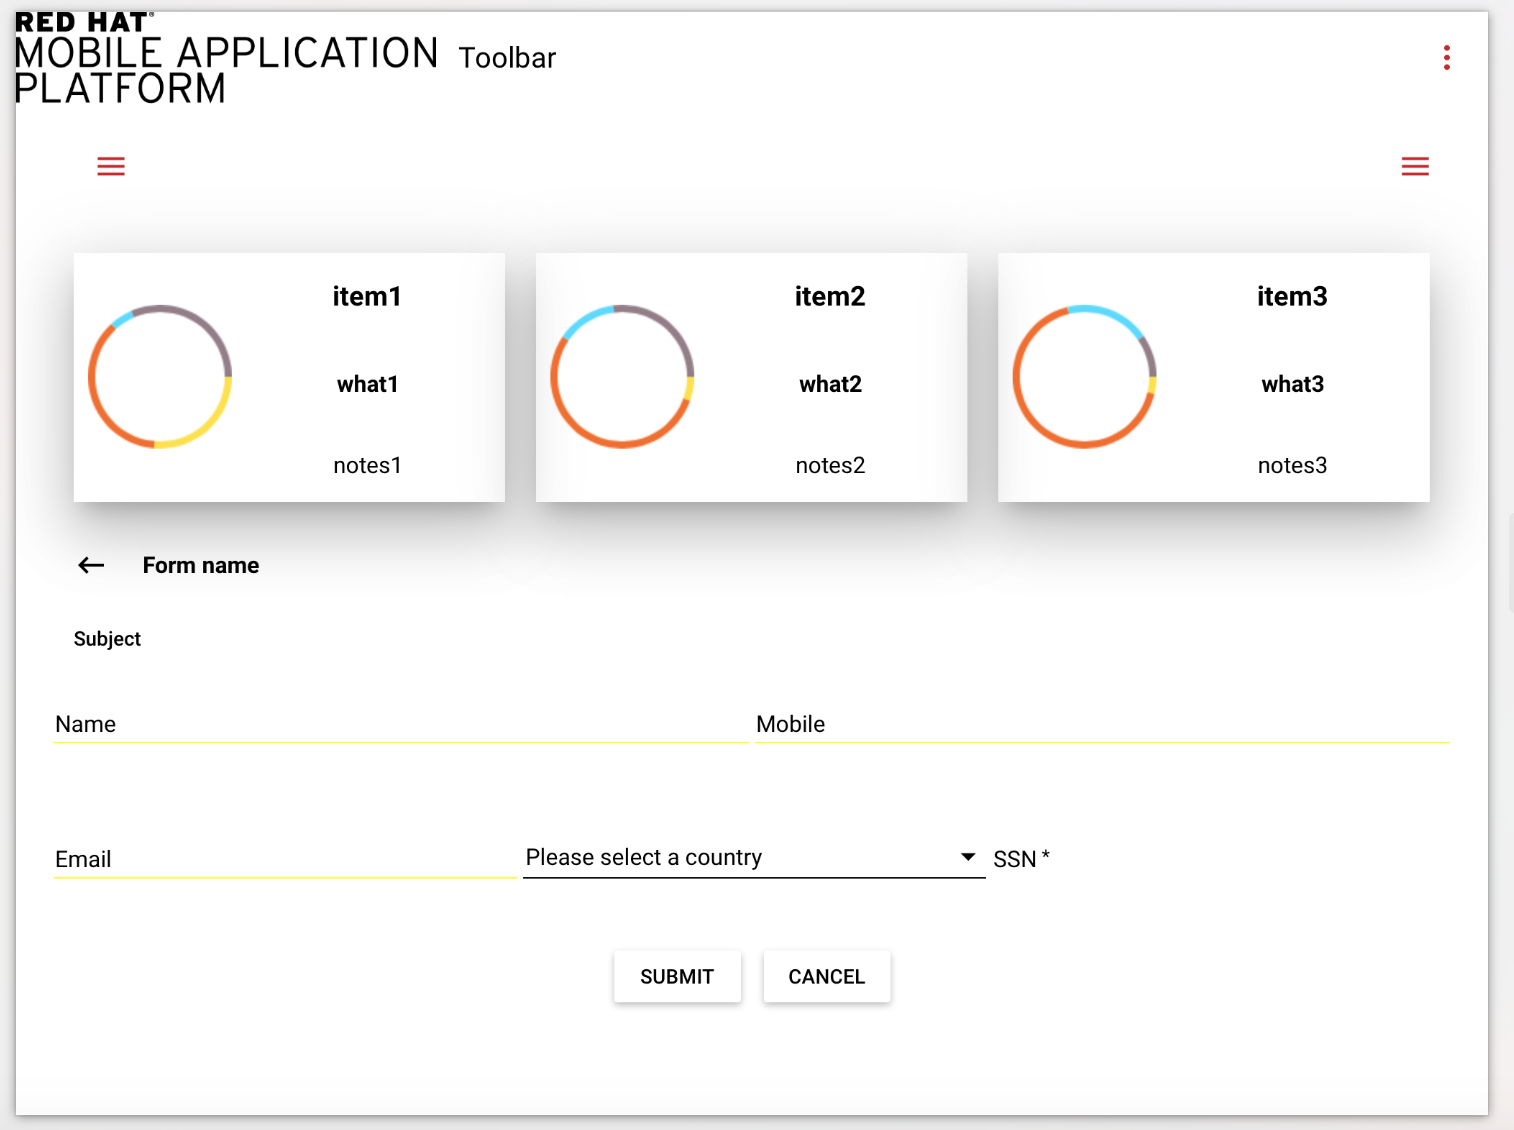 RED HAT®
MOBILE APPLICATION
PLATFORM
Toolbar
item1
what1
notes1
item2
what2
notes2
item3
what3
notes3
Form name
Subject
Name
Mobile
Email
Please select a country
SSN *
SUBMIT
CANCEL